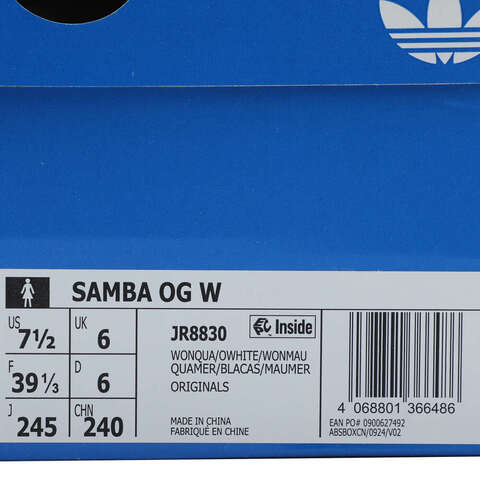 SAMBA OG W
US 7½ UK 6
F 39⅓ D 6
J 245 CHN 240
JR8830 Inside
WONQUA/OWHITE/WONMAU
QUAMER/BLACAS/MAUMER
ORIGINALS
MADE IN CHINA
FABRIQUÉ EN CHINE
4 068801 366486
EAN PO# 0900627492
ABSBOXCN/0924/V02